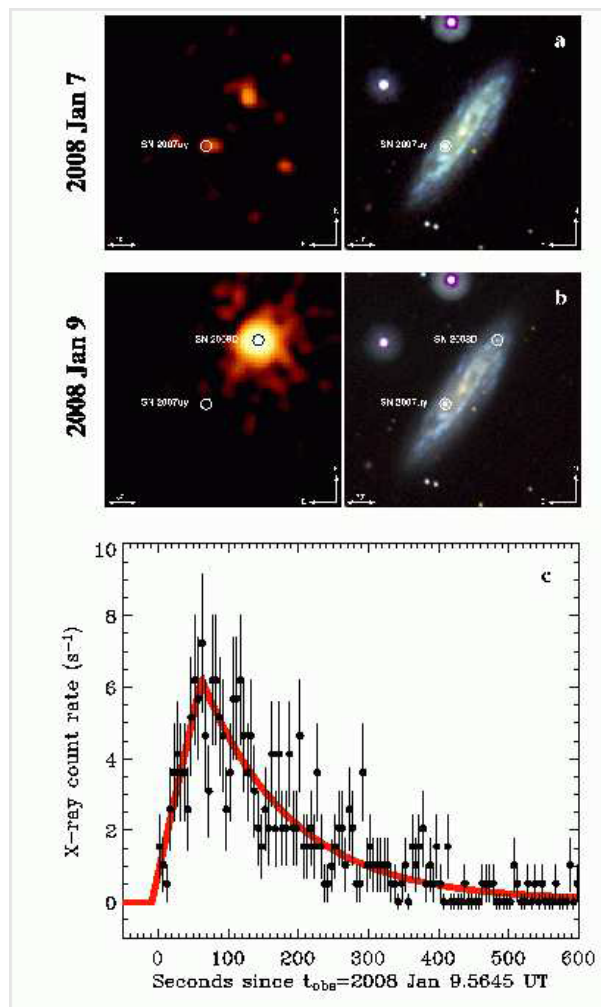 2008 Jan 7
SN 2007uy
a
SN 2007uy
2008 Jan 9
SN 2008D
SN 2007uy
b
SN 2008D
SN 2007uy
c
X-ray count rate (s⁻¹)
10
8
6
4
2
0
0 100 200 300 400 500 600
Seconds since t_obs=2008 Jan 9.5645 UT